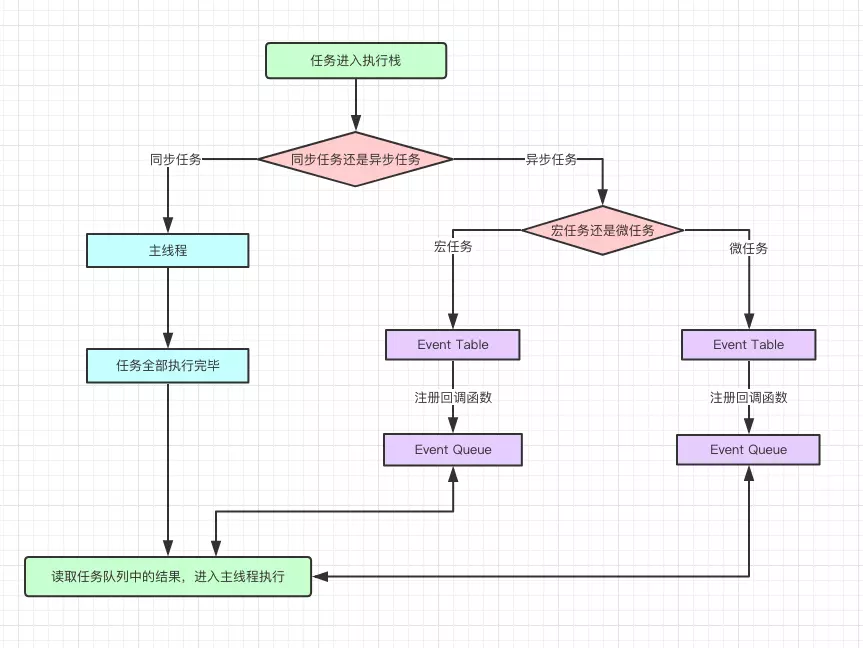 任务进入执行栈
同步任务
同步任务还是异步任务
异步任务
宏任务还是微任务
主线程
宏任务
微任务
Event Table
Event Table
任务全部执行完毕
注册回调函数
注册回调函数
Event Queue
Event Queue
读取任务队列中的结果，进入主线程执行